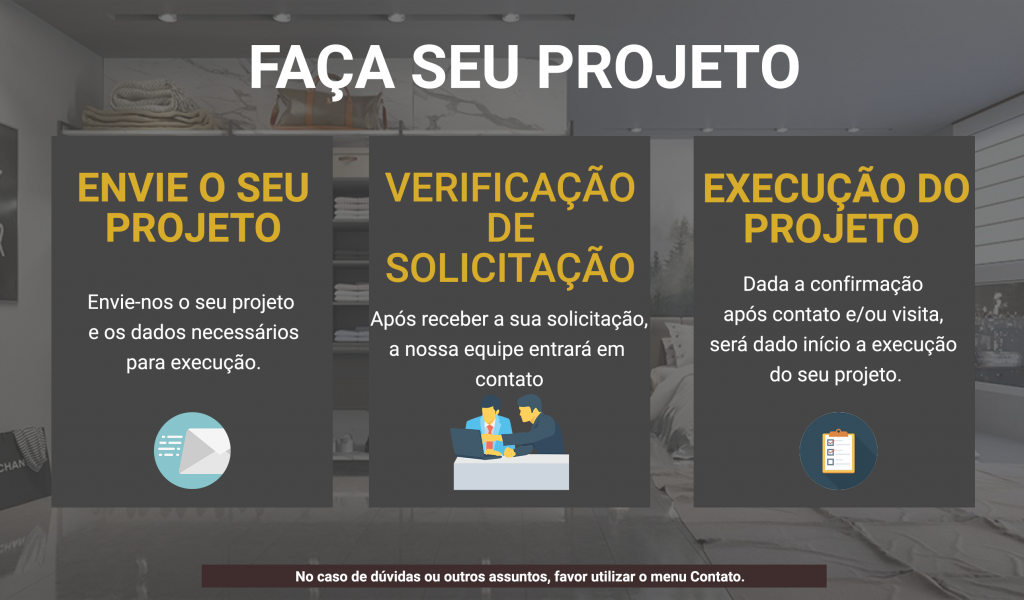 FAÇA SEU PROJETO
ENVIE O SEU
PROJETO
Envie-nos o seu projeto
e os dados necessários
para execução.
VERIFICAÇÃO
DE
SOLICITAÇÃO
Após receber a sua solicitação,
a nossa equipe entrará em
contato
EXECUÇÃO DO
PROJETO
Dada a confirmação
após contato e/ou visita,
será dado início a execução
do seu projeto.
CHAN
No caso de dúvidas ou outros assuntos, favor utilizar o menu Contato.